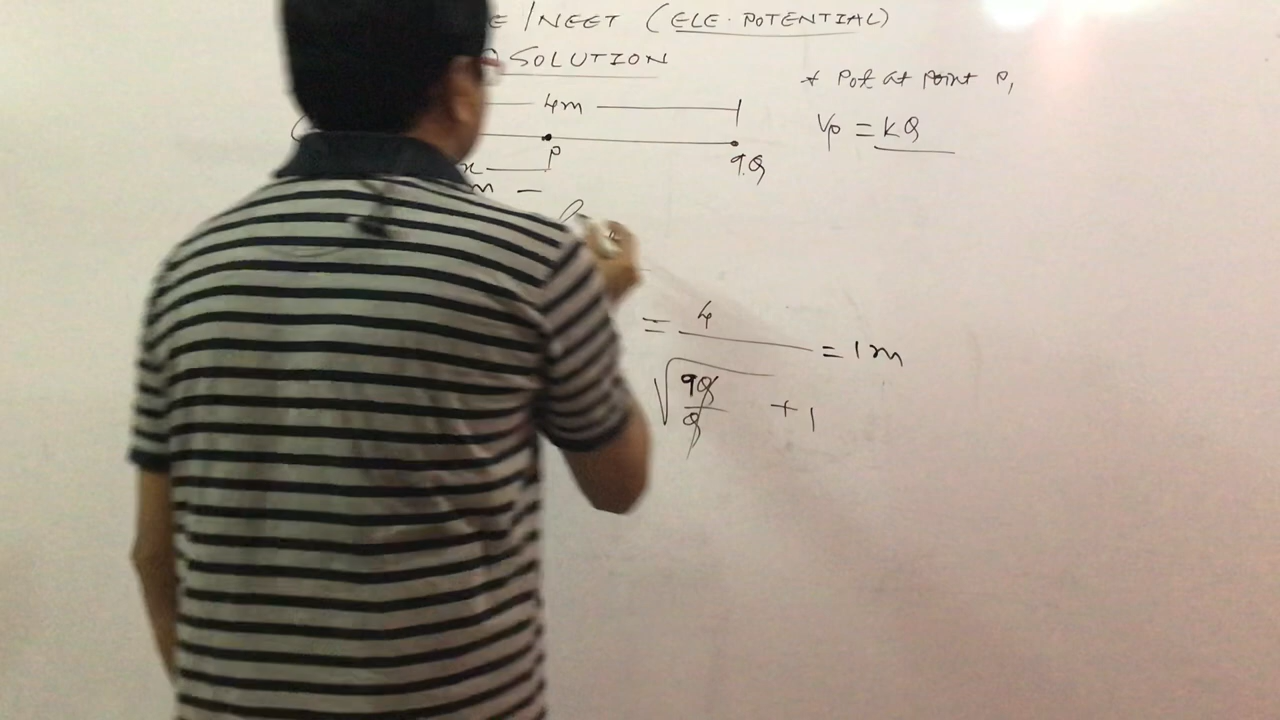 E /NEET (ELE. POTENTIAL)
SOLUTION
4m
* Pot at point P,
Vp = kQ
P
9Q
x
m -
= 4
= 1m
√ 9Q
Q
+ 1